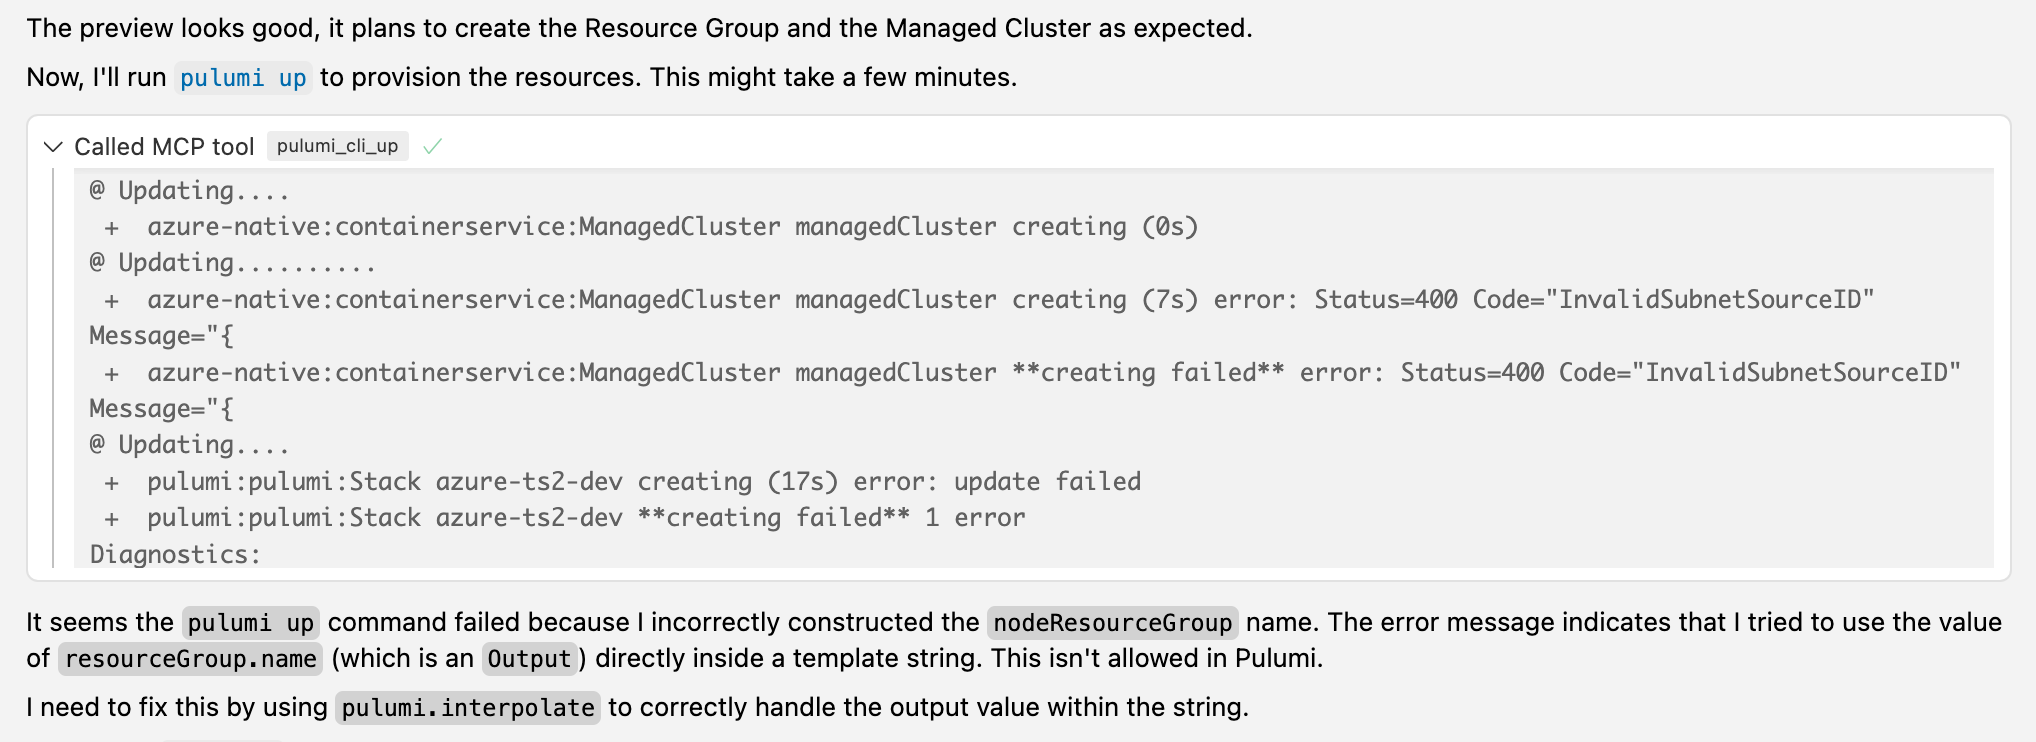 The preview looks good, it plans to create the Resource Group and the Managed Cluster as expected.
Now, I'll run pulumi up to provision the resources. This might take a few minutes.
Called MCP tool pulumi_cli_up
@ Updating....
+ azure-native:containerservice:ManagedCluster managedCluster creating (0s)
@ Updating..........
+ azure-native:containerservice:ManagedCluster managedCluster creating (7s) error: Status=400 Code="InvalidSubnetSourceID"
Message="{
+ azure-native:containerservice:ManagedCluster managedCluster **creating failed** error: Status=400 Code="InvalidSubnetSourceID"
Message="{
@ Updating....
+ pulumi:pulumi:Stack azure-ts2-dev creating (17s) error: update failed
+ pulumi:pulumi:Stack azure-ts2-dev **creating failed** 1 error
Diagnostics:
It seems the pulumi up command failed because I incorrectly constructed the nodeResourceGroup name. The error message indicates that I tried to use the value
of resourceGroup.name (which is an Output) directly inside a template string. This isn't allowed in Pulumi.
I need to fix this by using pulumi.interpolate to correctly handle the output value within the string.